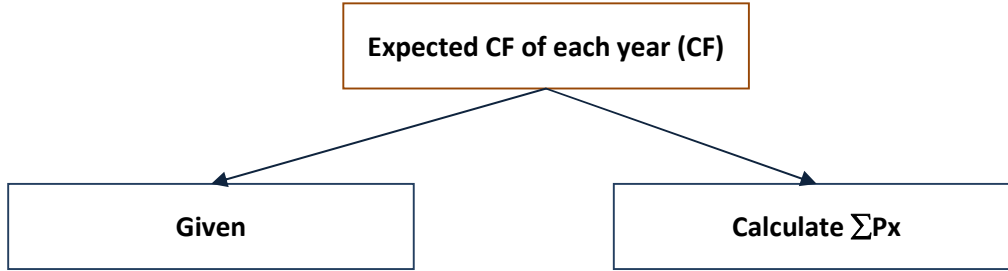 Expected CF of each year (CF)
Given
Calculate ∑Px